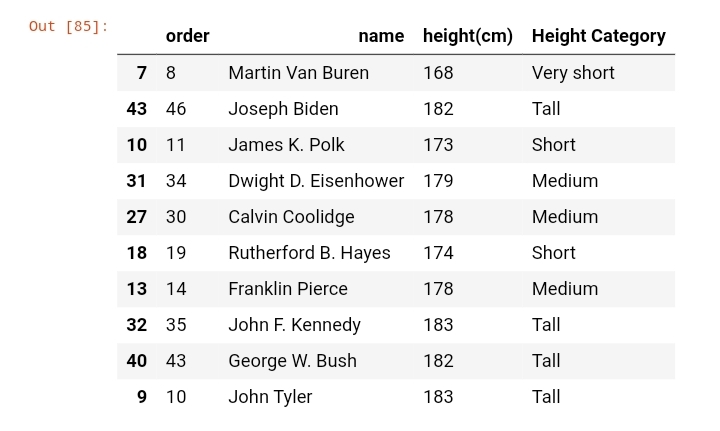 Out [85]:
order name height(cm) Height Category
7 8 Martin Van Buren 168 Very short
43 46 Joseph Biden 182 Tall
10 11 James K. Polk 173 Short
31 34 Dwight D. Eisenhower 179 Medium
27 30 Calvin Coolidge 178 Medium
18 19 Rutherford B. Hayes 174 Short
13 14 Franklin Pierce 178 Medium
32 35 John F. Kennedy 183 Tall
40 43 George W. Bush 182 Tall
9 10 John Tyler 183 Tall